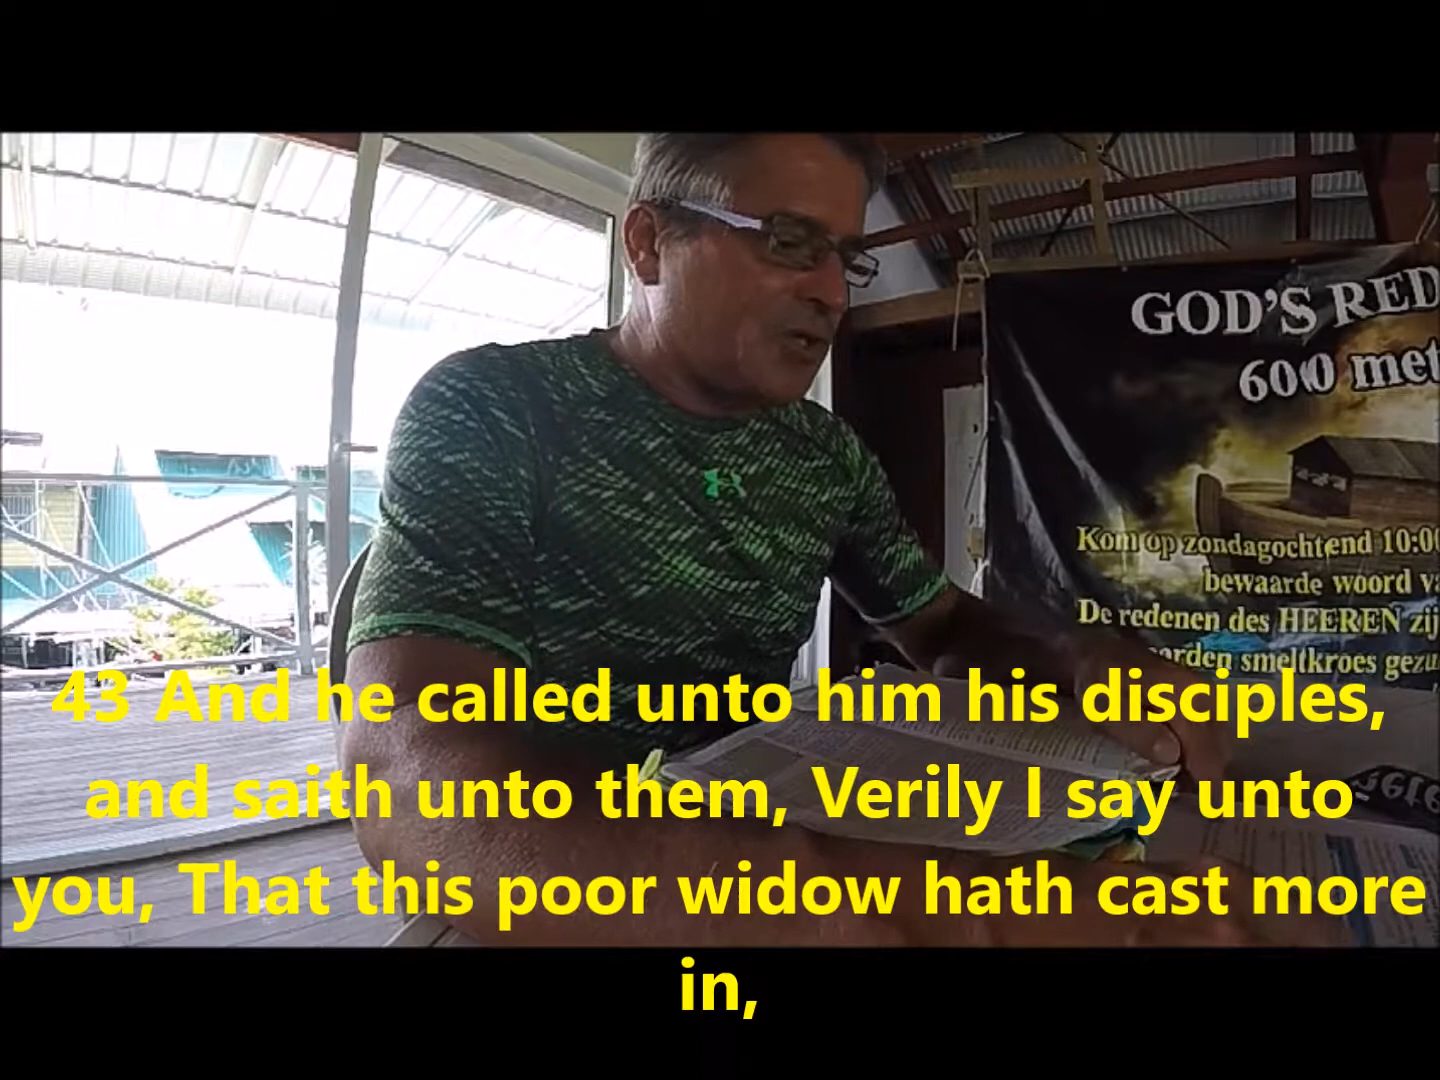 GOD'S RED
600 met
Kom op zondagochtend 10:00
bewaarde woord va
De redenen des HEEREN zij
aarden smeltkroes gezu
43 And he called unto him his disciples,
and saith unto them, Verily I say unto
you, That this poor widow hath cast more
in,